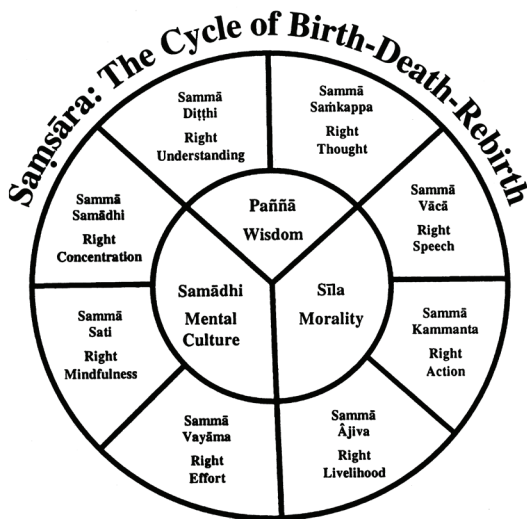 Saṃsāra: The Cycle of Birth-Death-Rebirth
Sammā
Diṭṭhi
Right
Understanding
Sammā
Saṁkappa
Right
Thought
Sammā
Vācā
Right
Speech
Sammā
Kammanta
Right
Action
Sammā
Âjiva
Right
Livelihood
Sammā
Vayāma
Right
Effort
Sammā
Sati
Right
Mindfulness
Sammā
Samādhi
Right
Concentration
Paññā
Wisdom
Sīla
Morality
Samādhi
Mental
Culture